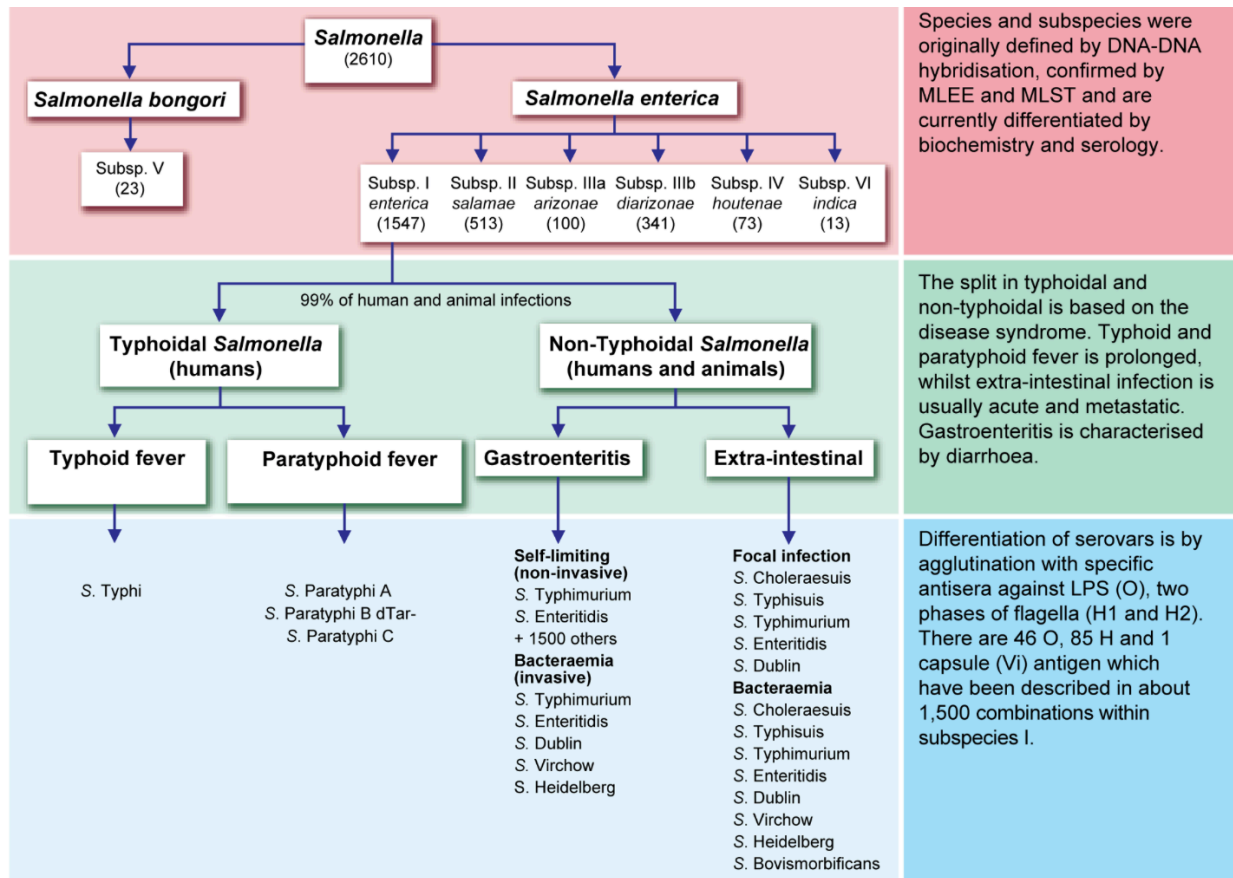 Salmonella
(2610)
Salmonella bongori
Salmonella enterica
Subsp. V
(23)
Subsp. I
enterica
(1547)
Subsp. II
salamae
(513)
Subsp. IIIa
arizonae
(100)
Subsp. IIIb
diarizonae
(341)
Subsp. IV
houtenae
(73)
Subsp. VI
indica
(13)
Species and subspecies were
originally defined by DNA-DNA
hybridisation, confirmed by
MLEE and MLST and are
currently differentiated by
biochemistry and serology.
99% of human and animal infections
Typhoidal Salmonella
(humans)
Non-Typhoidal Salmonella
(humans and animals)
Typhoid fever
Paratyphoid fever
Gastroenteritis
Extra-intestinal
The split in typhoidal and
non-typhoidal is based on the
disease syndrome. Typhoid and
paratyphoid fever is prolonged,
whilst extra-intestinal infection is
usually acute and metastatic.
Gastroenteritis is characterised
by diarrhoea.
S. Typhi
S. Paratyphi A
S. Paratyphi B dTar-
S. Paratyphi C
Self-limiting
(non-invasive)
S. Typhimurium
S. Enteritidis
+ 1500 others
Bacteraemia
(invasive)
S. Typhimurium
S. Enteritidis
S. Dublin
S. Virchow
S. Heidelberg
Focal infection
S. Choleraesuis
S. Typhisuis
S. Typhimurium
S. Enteritidis
S. Dublin
Bacteraemia
S. Choleraesuis
S. Typhisuis
S. Typhimurium
S. Enteritidis
S. Dublin
S. Virchow
S. Heidelberg
S. Bovismorbificans
Differentiation of serovars is by
agglutination with specific
antisera against LPS (O), two
phases of flagella (H1 and H2).
There are 46 O, 85 H and 1
capsule (Vi) antigen which
have been described in about
1,500 combinations within
subspecies I.